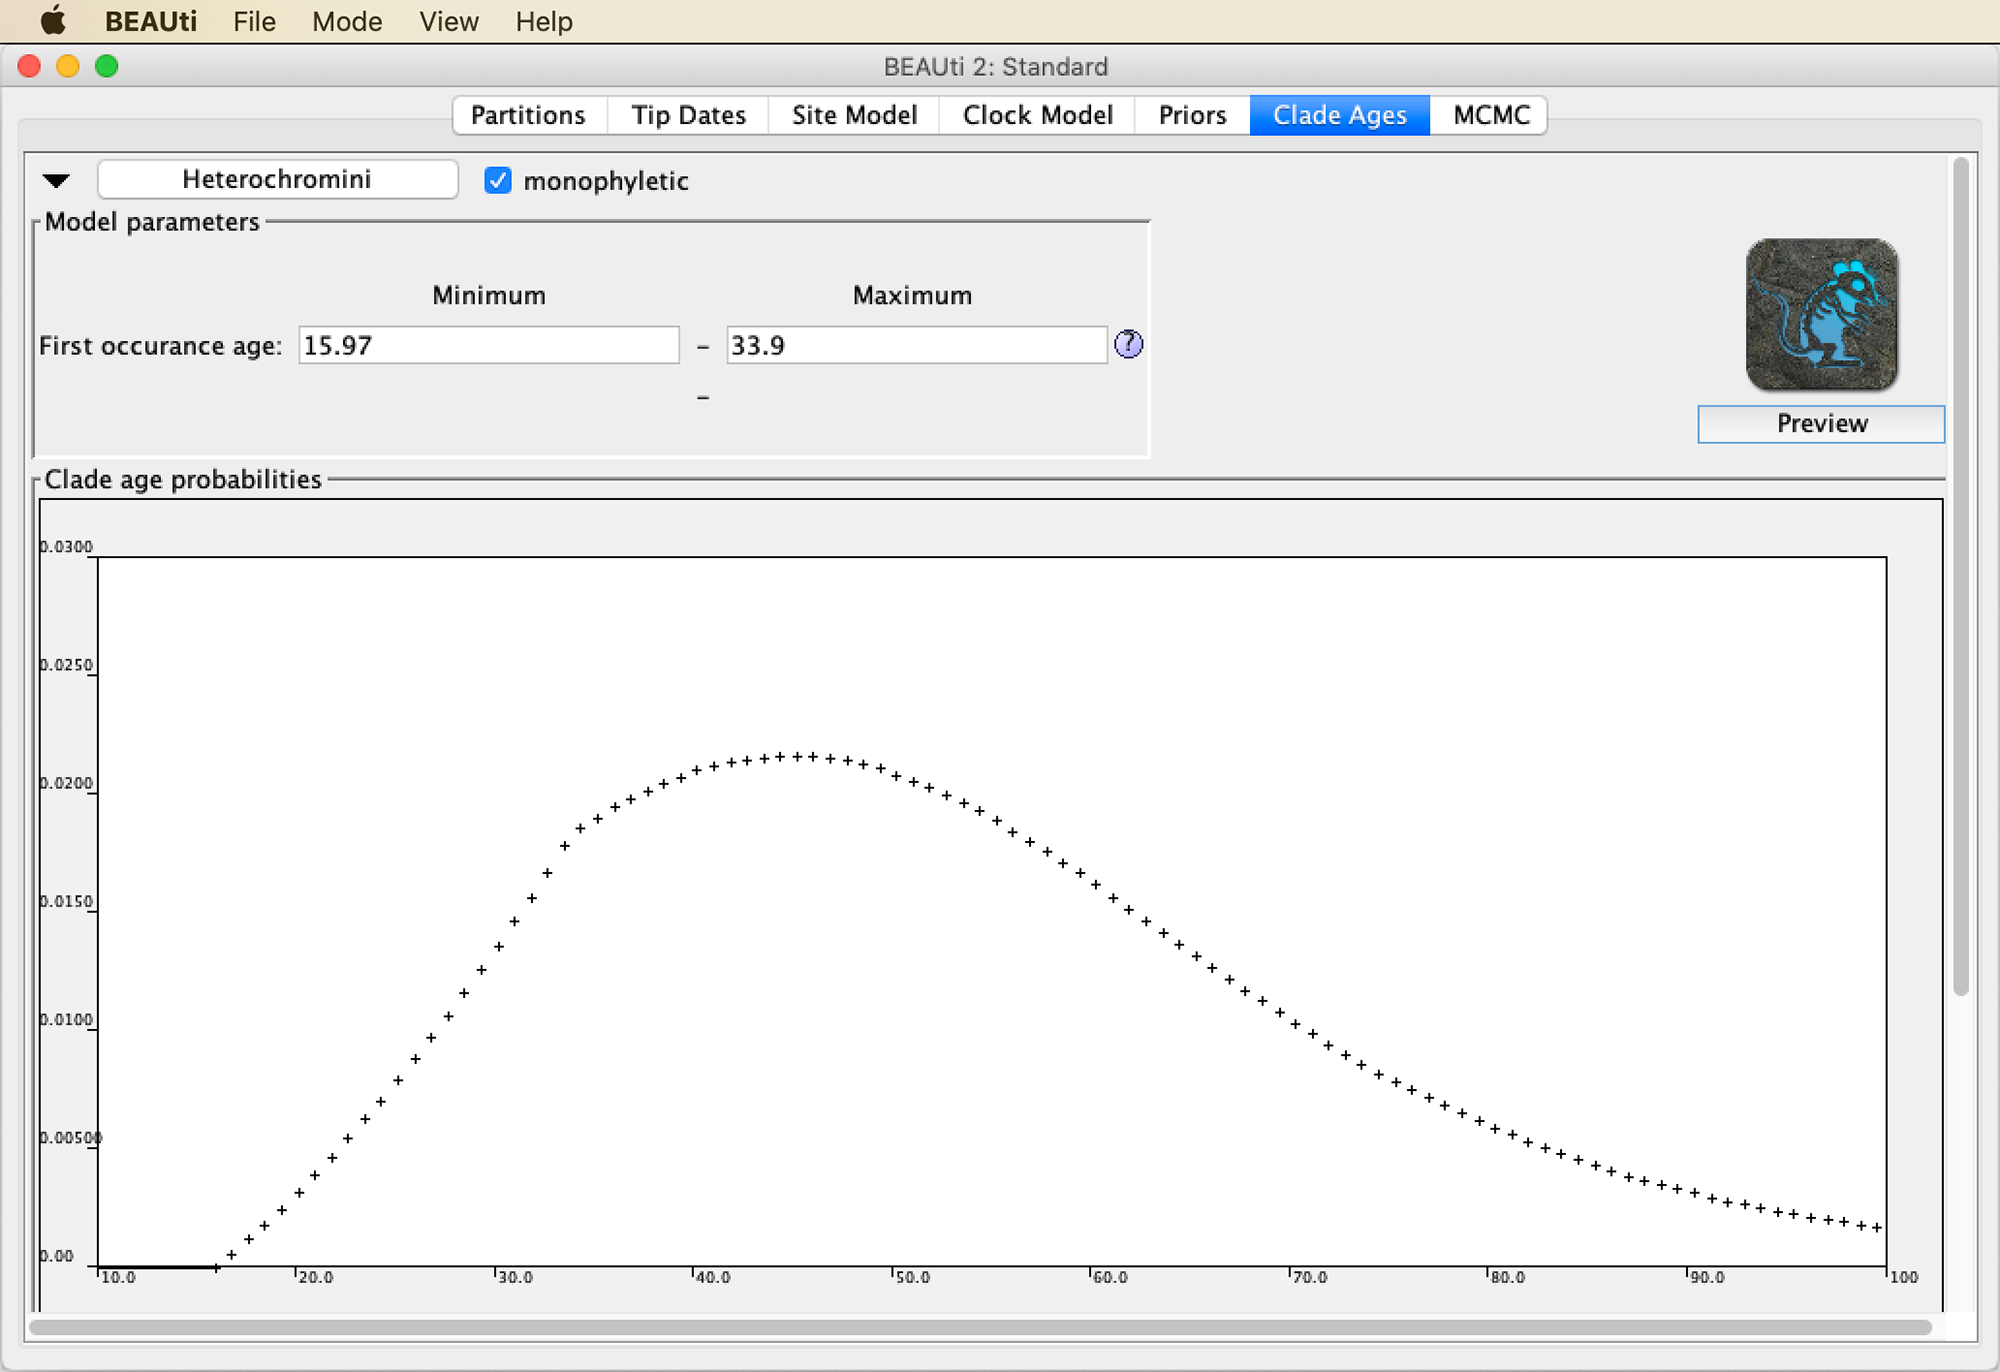 BEAUti File Mode View Help
BEAUti 2: Standard
Partitions Tip Dates Site Model Clock Model Priors Clade Ages MCMC
Heterochromini monophyletic
Model parameters
Minimum Maximum
First occurance age: 15.97 – 33.9 ?
–
Preview
Clade age probabilities
0.0300
0.0250
0.0200
0.0150
0.0100
0.00500
0.00
10.0 20.0 30.0 40.0 50.0 60.0 70.0 80.0 90.0 100